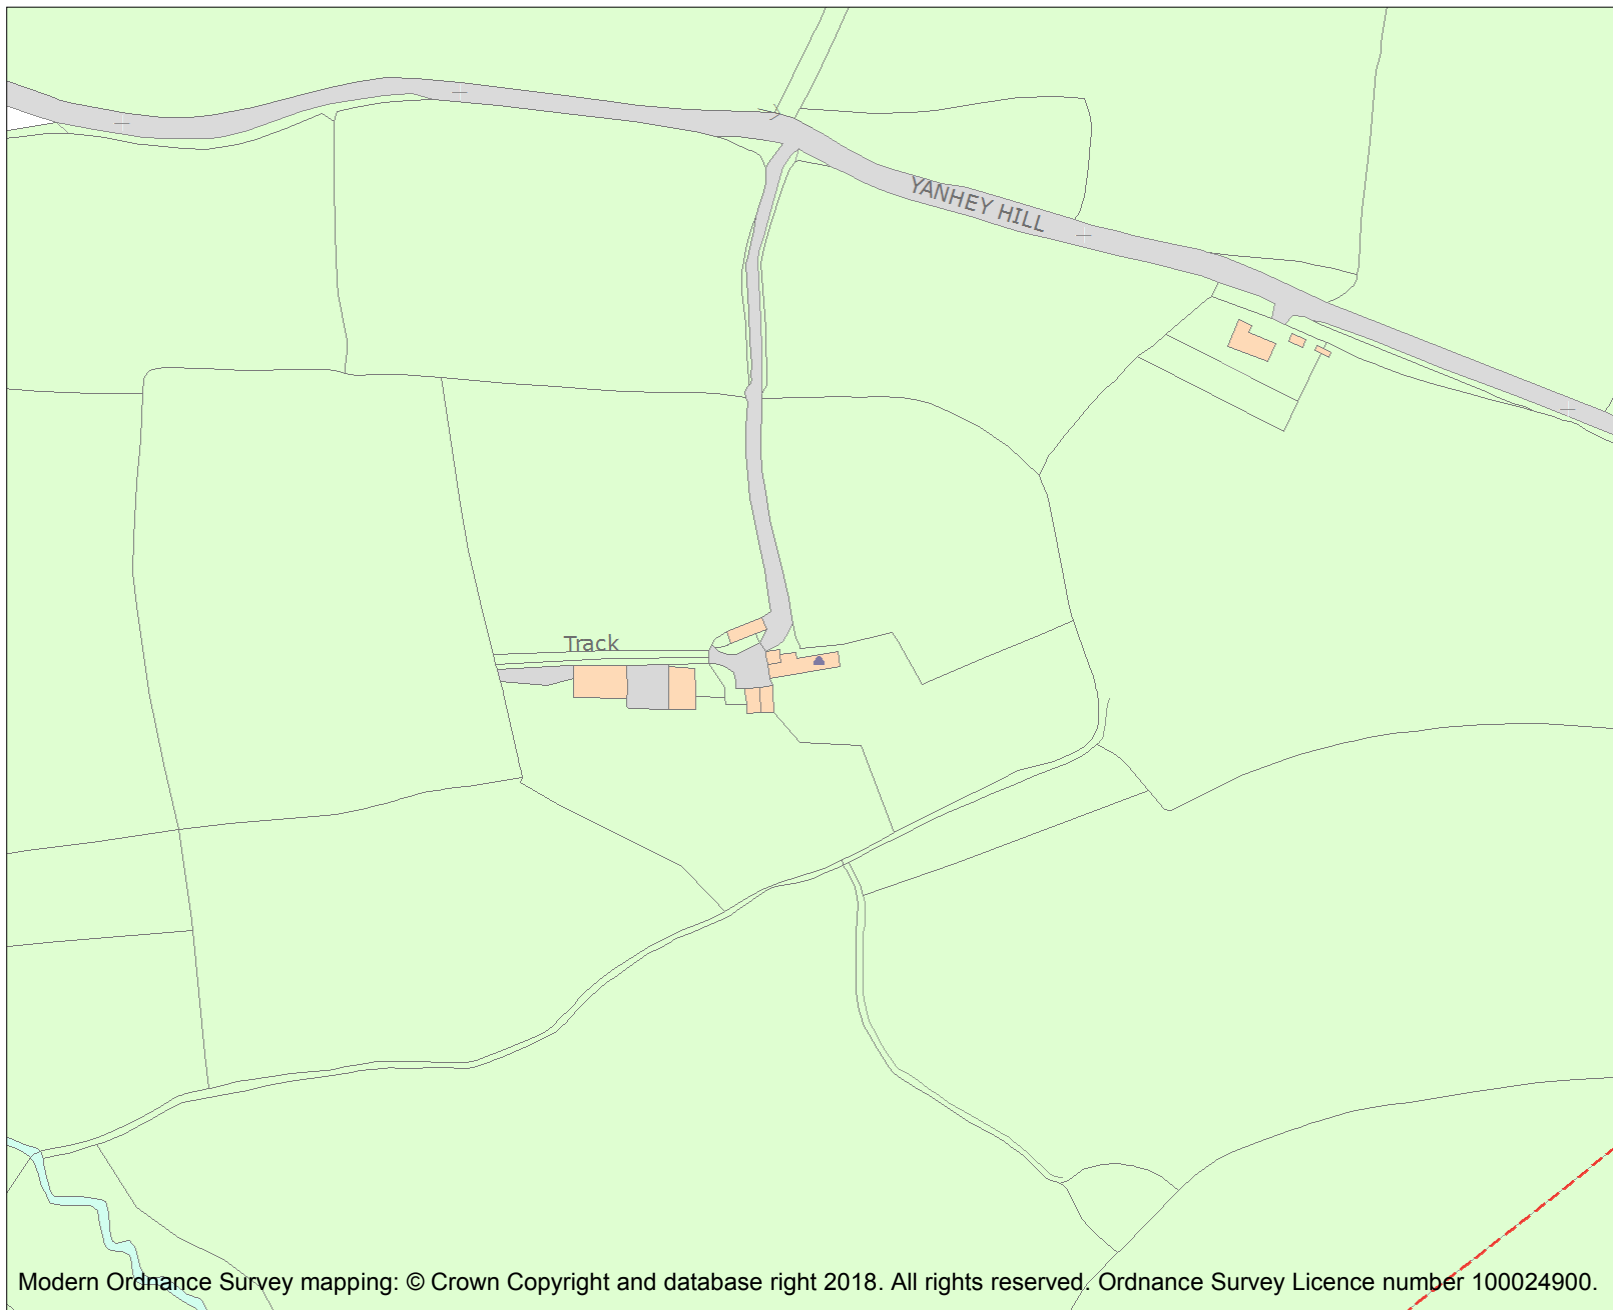 YANHEY HILL
Track
Modern Ordnance Survey mapping: © Crown Copyright and database right 2018. All rights reserved. Ordnance Survey Licence number 100024900.